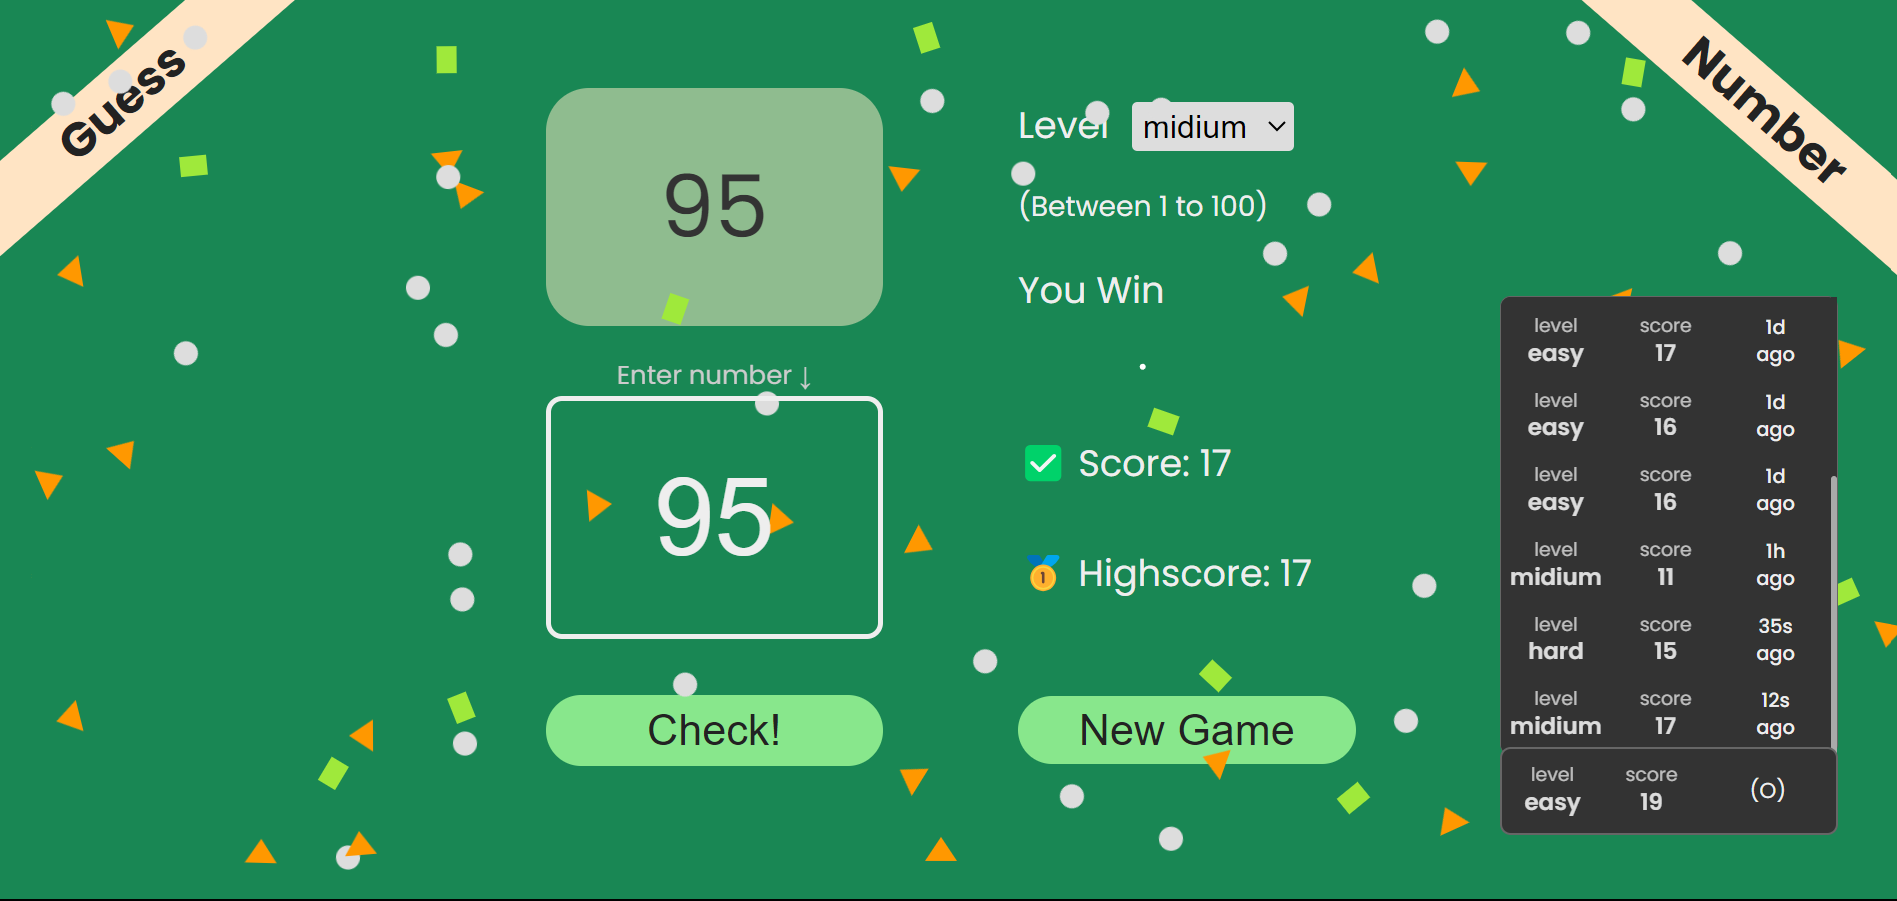 Guess
Number
95
Level midium
(Between 1 to 100)
You Win
.
Enter number ↓
95
✅ Score: 17
🥇 Highscore: 17
Check!
New Game
level score 1d
easy 17 ago
level score 1d
easy 16 ago
level score 1d
easy 16 ago
level score 1h
midium 11 ago
level score 35s
hard 15 ago
level score 12s
midium 17 ago
level score (O)
easy 19